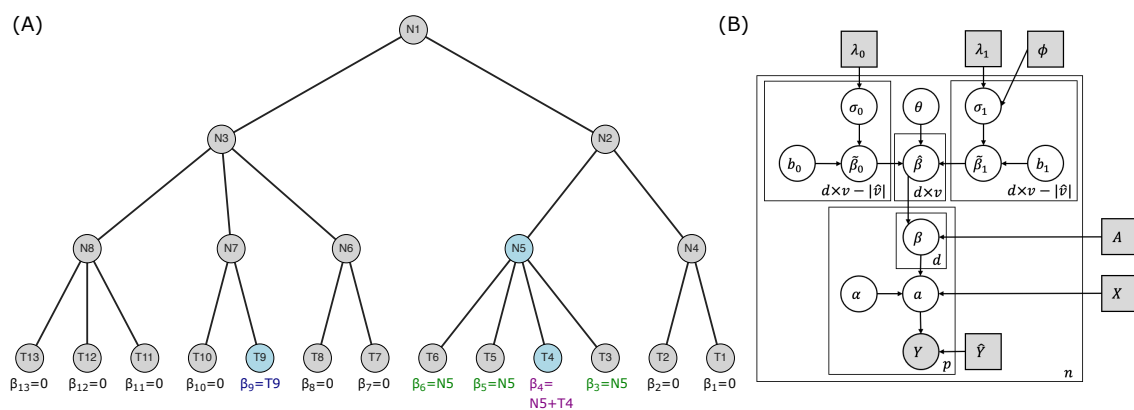 (A)
N1
N3
N2
N8
N7
N6
N5
N4
T13
T12
T11
T10
T9
T8
T7
T6
T5
T4
T3
T2
T1
β₁₃=0
β₁₂=0
β₁₁=0
β₁₀=0
β₉=T9
β₈=0
β₇=0
β₆=N5
β₅=N5
β₄=
N5+T4
β₃=N5
β₂=0
β₁=0
(B)
λ₀
λ₁
ϕ
σ₀
θ
σ₁
b₀
β̃₀
β̂
β̃₁
b₁
d×v − |v̂|
d×v
d×v − |v̂|
β
d
A
α
a
X
Y
p
Ŷ
n